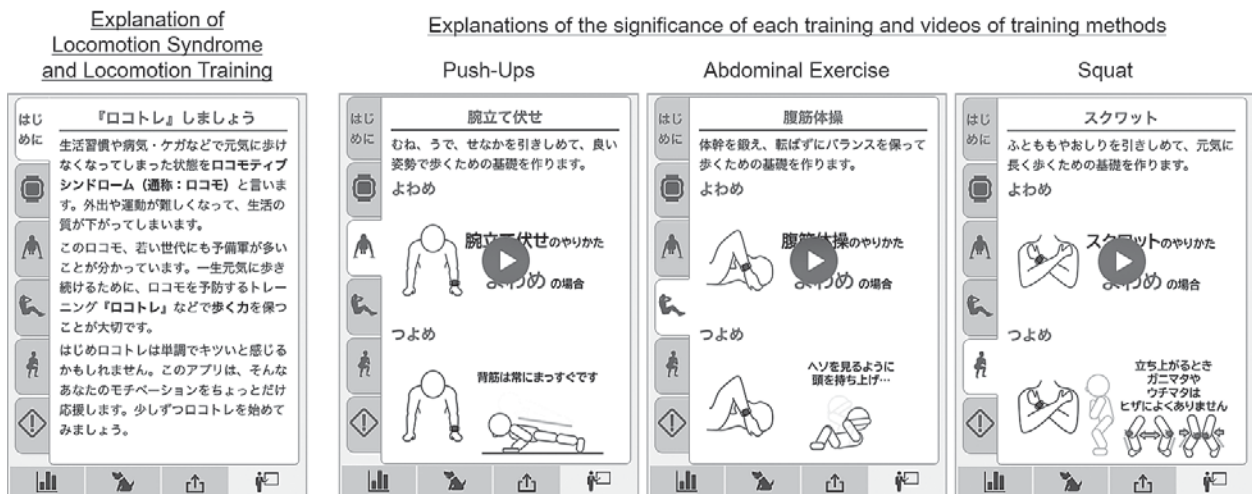 Explanation of
Locomotion Syndrome
and Locomotion Training
Explanations of the significance of each training and videos of training methods
Push-Ups
Abdominal Exercise
Squat
はじ
めに
『ロコトレ』しましょう
生活習慣や病気・ケガなどで元気に歩け
なくなってしまった状態をロコモティブ
シンドローム（通称：ロコモ）と言いま
す。外出や運動が難しくなって、生活の
質が下がってしまいます。
このロコモ、若い世代にも予備軍が多い
ことが分かっています。一生元気に歩き
続けるために、ロコモを予防するトレー
ニング『ロコトレ』などで歩く力を保つ
ことが大切です。
はじめロコトレは単調でキツいと感じる
かもしれません。このアプリは、そんな
あなたのモチベーションをちょっとだけ
応援します。少しずつロコトレを始めて
みましょう。
はじ
めに
腕立て伏せ
むね、うで、せなかを引きしめて、良い
姿勢で歩くための基礎を作ります。
よわめ
腕立て伏せのやりかた
よわめ の場合
つよめ
背筋は常にまっすぐです
はじ
めに
腹筋体操
体幹を鍛え、転ばずにバランスを保って
歩くための基礎を作ります。
よわめ
腹筋体操のやりかた
よわめ の場合
つよめ
ヘソを見るように
頭を持ち上げ…
はじ
めに
スクワット
ふとももやおしりを引きしめて、元気に
長く歩くための基礎を作ります。
よわめ
スクワットのやりかた
よわめ の場合
つよめ
立ち上がるとき
ガニマタや
ウチマタは
ヒザによくありません